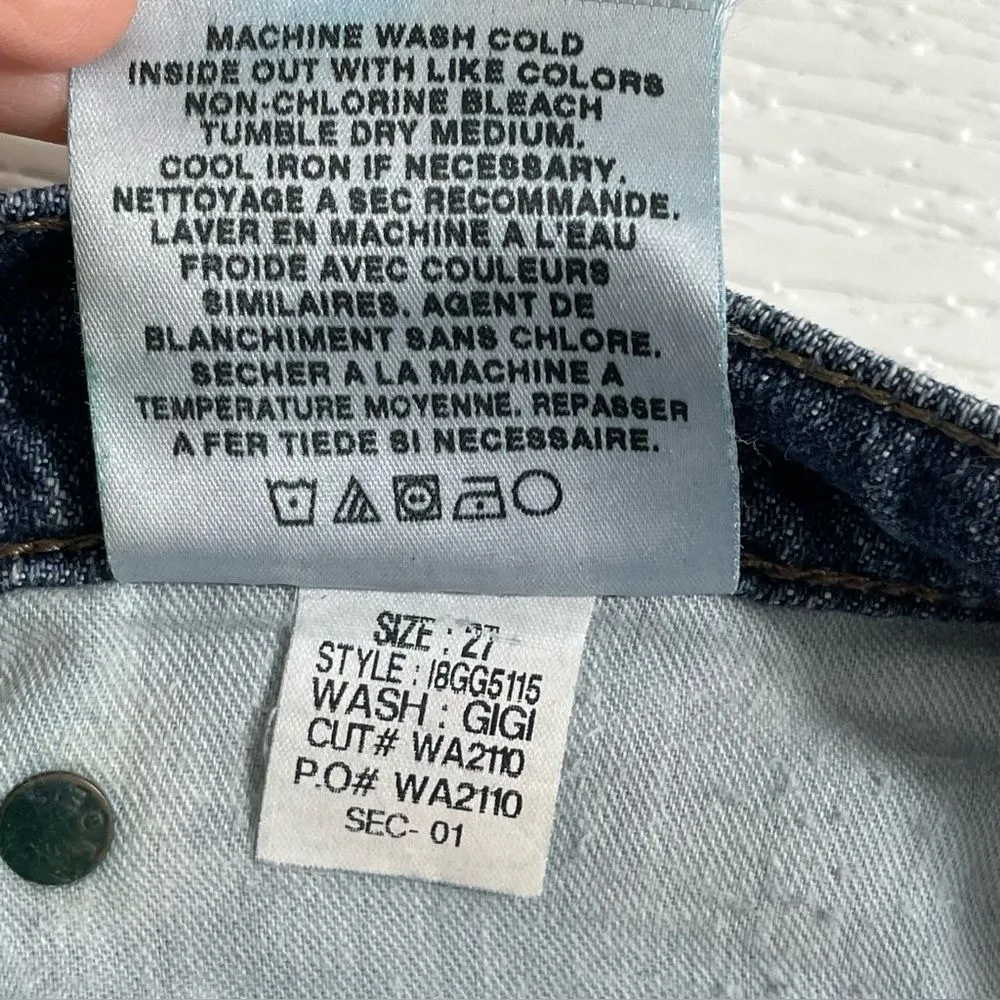 MACHINE WASH COLD
INSIDE OUT WITH LIKE COLORS
NON-CHLORINE BLEACH
TUMBLE DRY MEDIUM.
COOL IRON IF NECESSARY.
NETTOYAGE A SEC RECOMMANDE.
LAVER EN MACHINE A L'EAU
FROIDE AVEC COULEURS
SIMILAIRES. AGENT DE
BLANCHIMENT SANS CHLORE.
SECHER A LA MACHINE A
TEMPERATURE MOYENNE. REPASSER
A FER TIEDE SI NECESSAIRE.
SIZE : 27
STYLE : I8GG5115
WASH : GIGI
CUT# WA2110
P.O# WA2110
SEC- 01